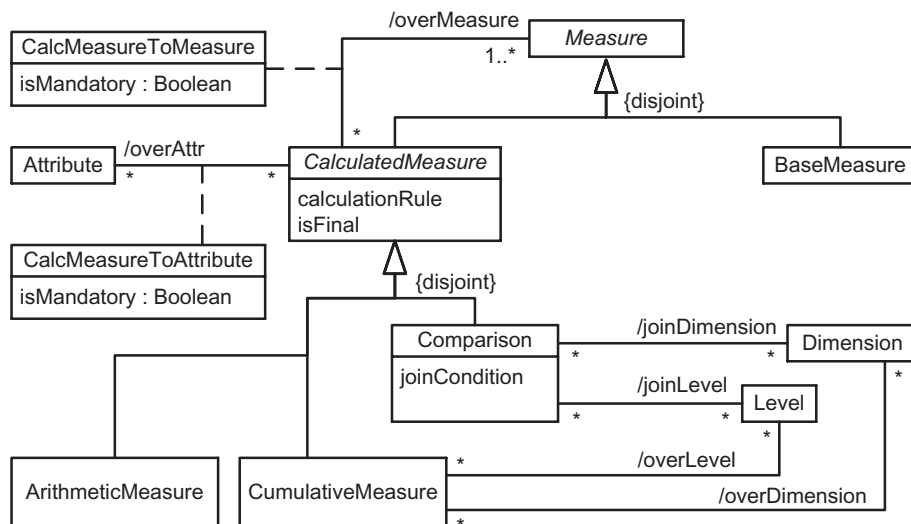 /overMeasure
CalcMeasureToMeasure
Measure
isMandatory : Boolean
1..*
{disjoint}
*
/overAttr
Attribute
*
*
CalculatedMeasure
BaseMeasure
calculationRule
isFinal
CalcMeasureToAttribute
{disjoint}
isMandatory : Boolean
/joinDimension
Comparison
*
*
Dimension
*
joinCondition
/joinLevel
*
*
Level
*
*
/overLevel
ArithmeticMeasure
CumulativeMeasure
/overDimension
*